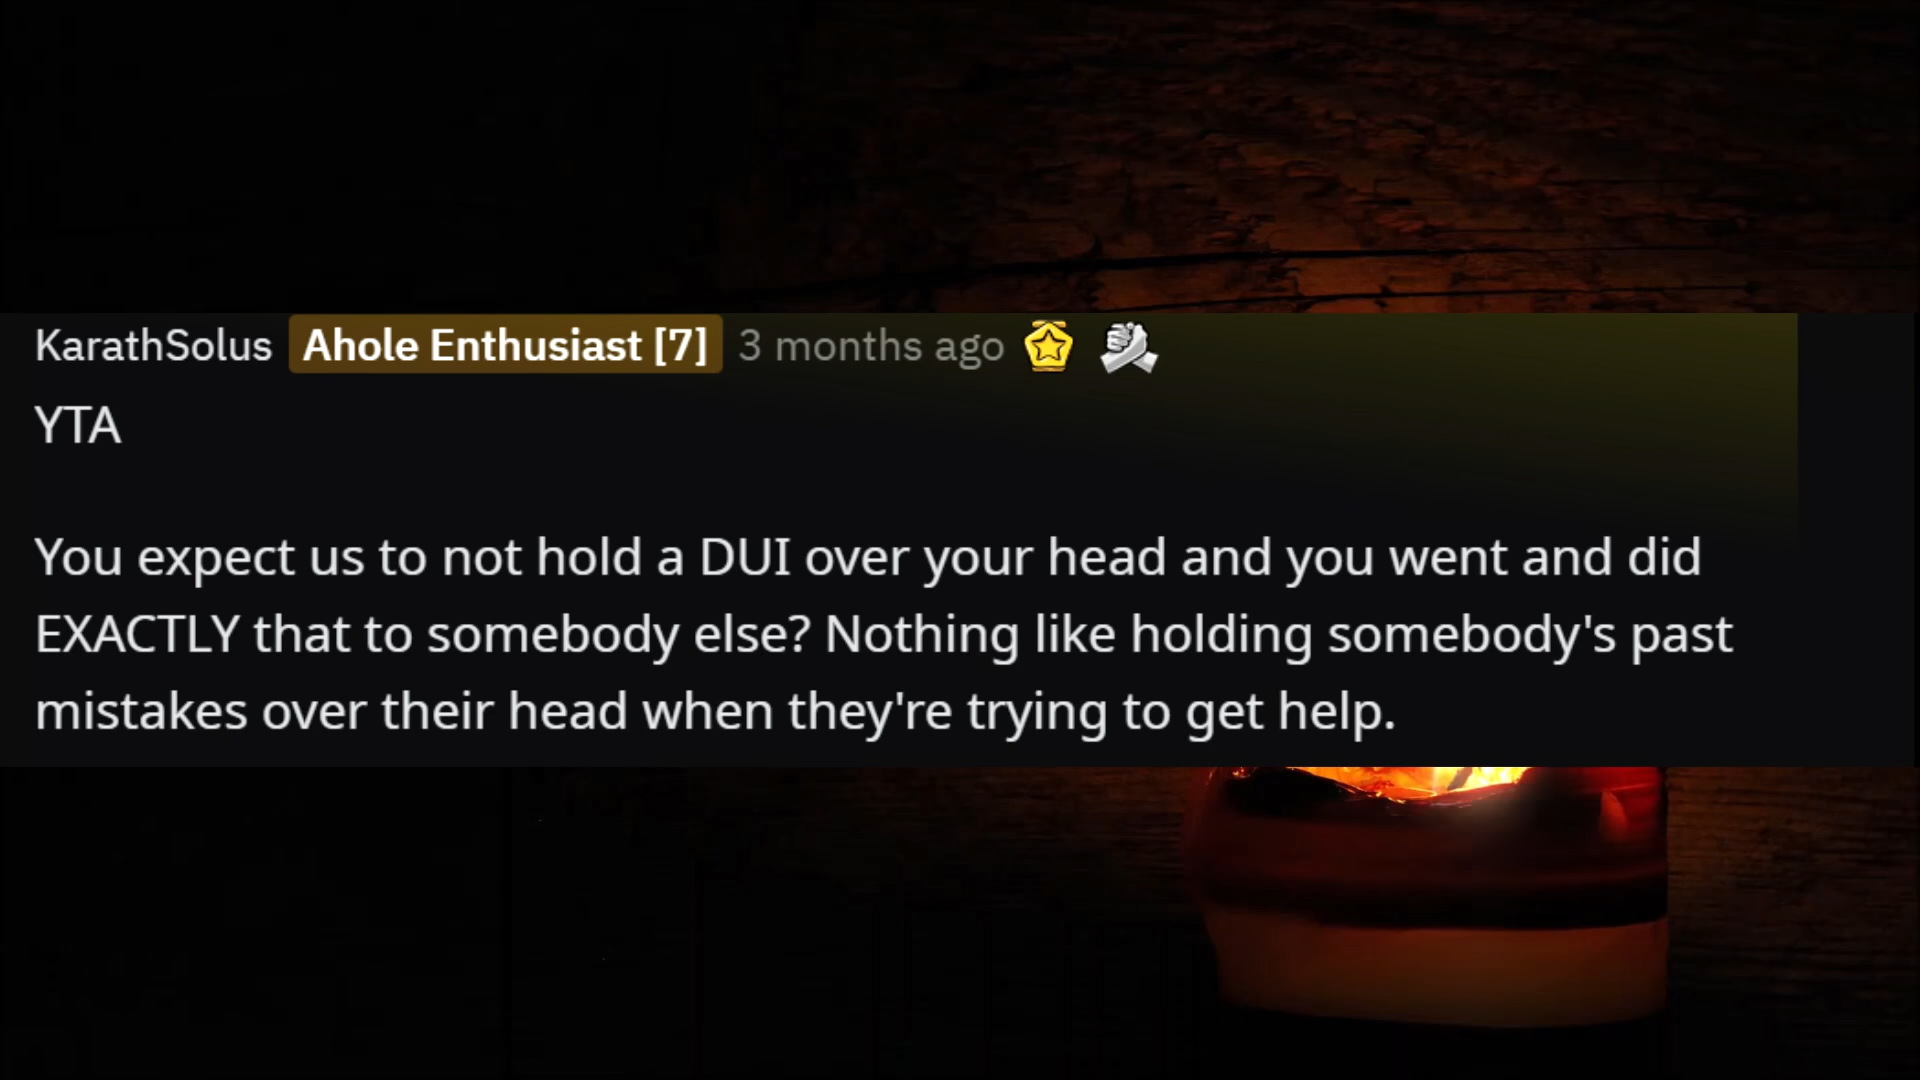 KarathSolus Ahole Enthusiast [7] 3 months ago
YTA
You expect us to not hold a DUI over your head and you went and did
EXACTLY that to somebody else? Nothing like holding somebody's past
mistakes over their head when they're trying to get help.